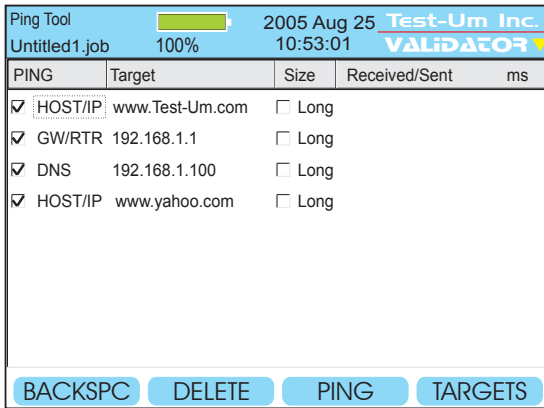 Ping Tool 2005 Aug 25 Test-Um Inc.
Untitled1.job 100% 10:53:01 VALiDATOR
PING Target Size Received/Sent ms
HOST/IP www.Test-Um.com Long
GW/RTR 192.168.1.1 Long
DNS 192.168.1.100 Long
HOST/IP www.yahoo.com Long
BACKSPC DELETE PING TARGETS